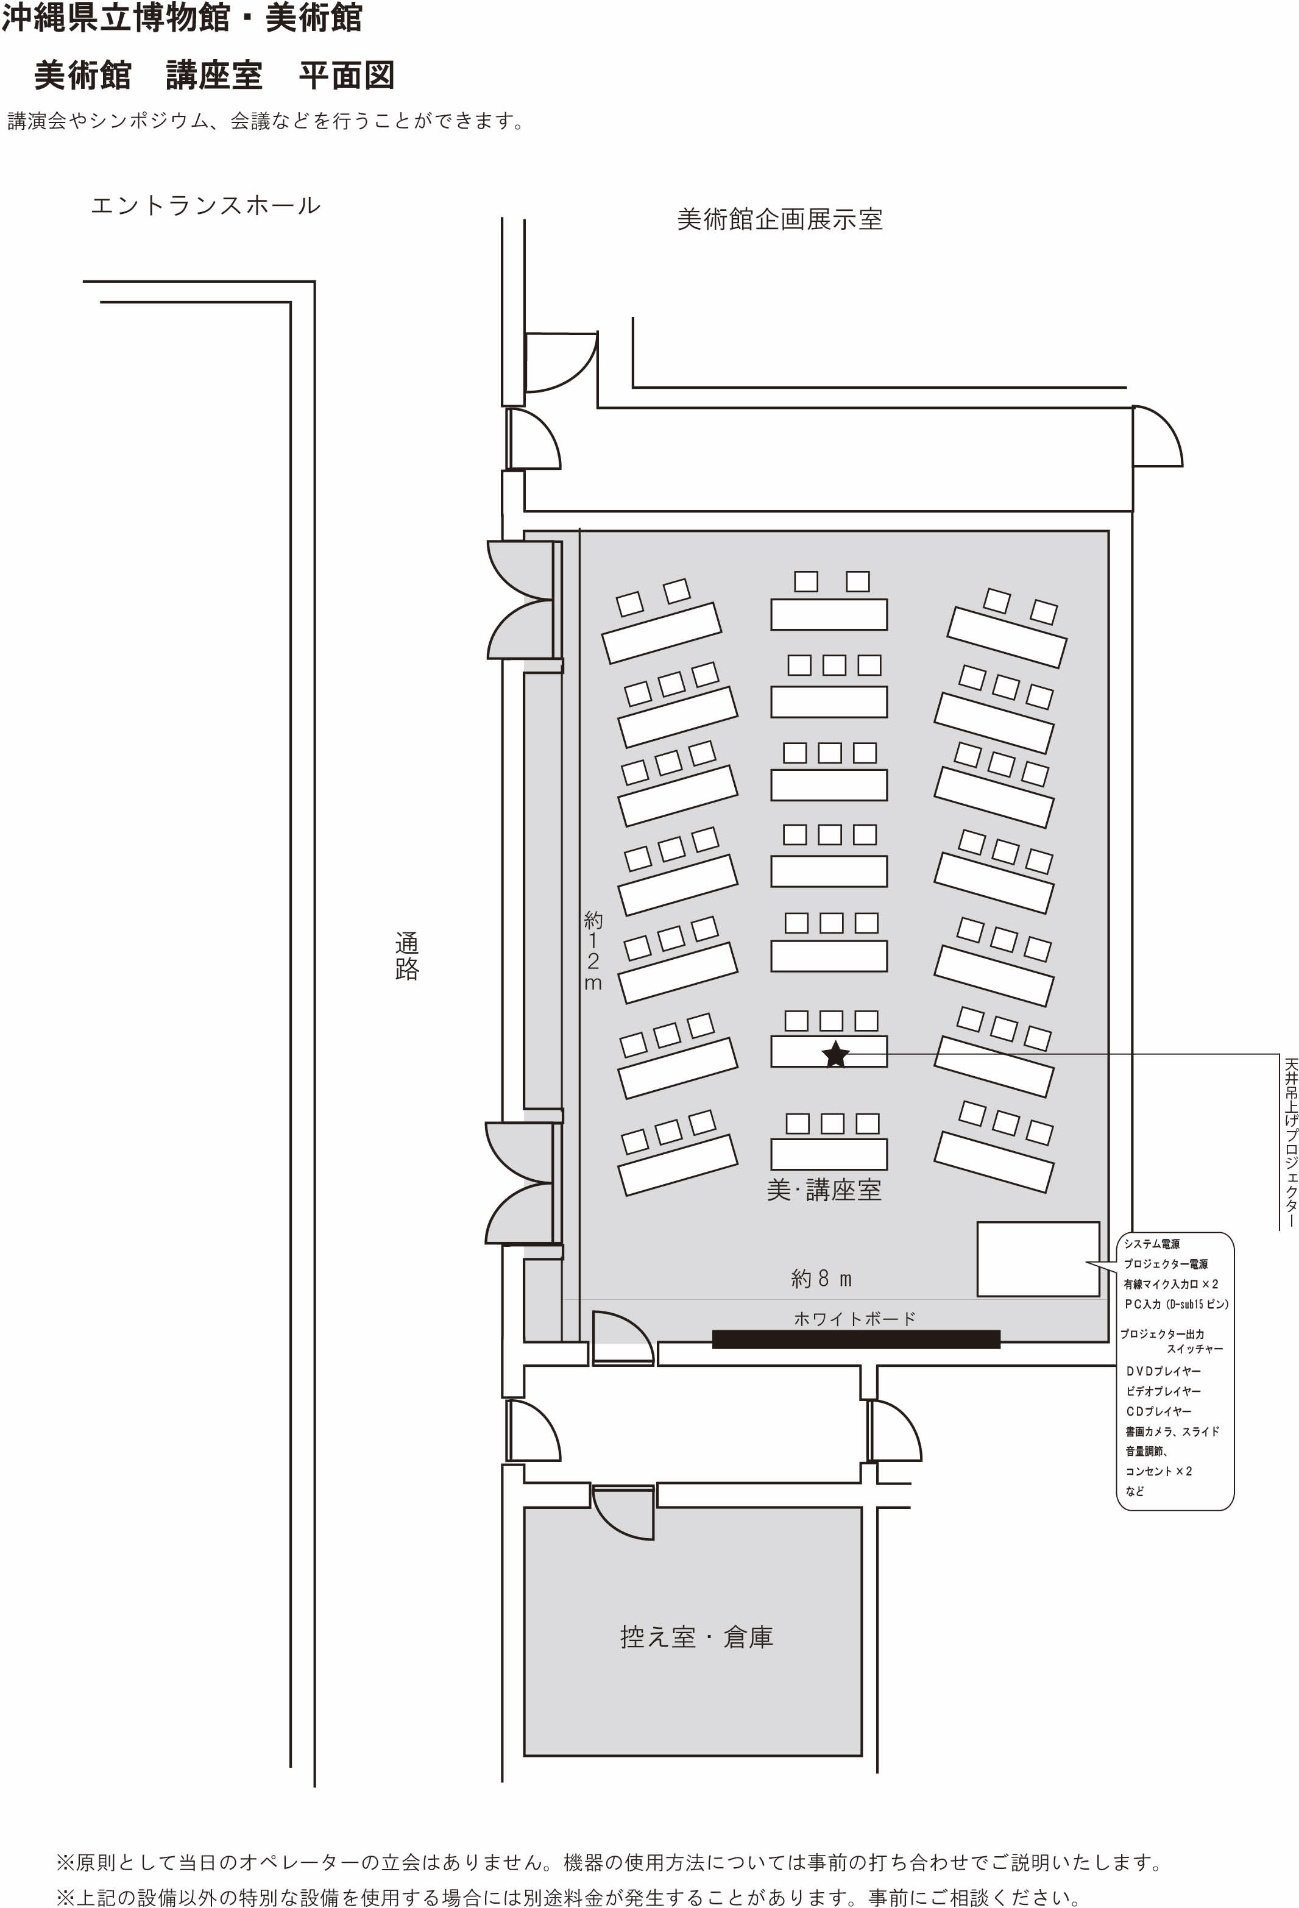 沖縄県立博物館・美術館
美術館　講座室　平面図
講演会やシンポジウム、会議などを行うことができます。
エントランスホール
美術館企画展示室
通路
約12m
天井吊上げプロジェクター
美・講座室
約8m
ホワイトボード
システム電源
プロジェクター電源
有線マイク入力口×2
PC入力（D-sub15ピン）
プロジェクター出力
スイッチャー
DVDプレイヤー
ビデオプレイヤー
CDプレイヤー
書画カメラ、スライド
音量調節、
コンセント×2
など
控え室・倉庫
※原則として当日のオペレーターの立会はありません。機器の使用方法については事前の打ち合わせでご説明いたします。
※上記の設備以外の特別な設備を使用する場合には別途料金が発生することがあります。事前にご相談ください。